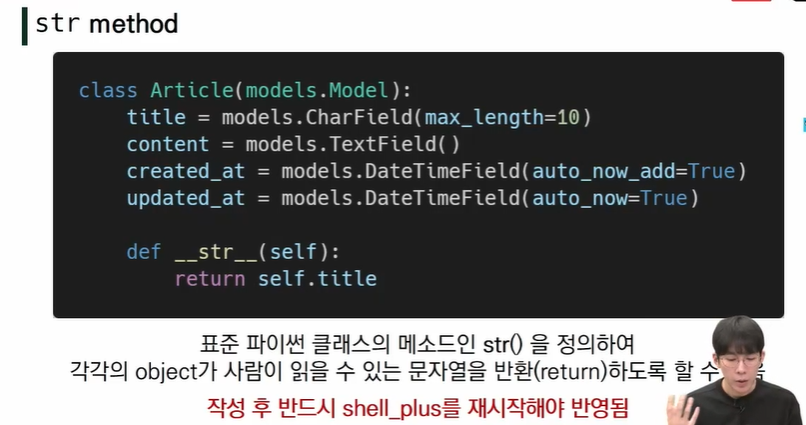 str method
class Article(models.Model):
    title = models.CharField(max_length=10)
    content = models.TextField()
    created_at = models.DateTimeField(auto_now_add=True)
    updated_at = models.DateTimeField(auto_now=True)

    def __str__(self):
        return self.title
표준 파이썬 클래스의 메소드인 str() 을 정의하여
각각의 object가 사람이 읽을 수 있는 문자열을 반환(return)하도록 할 수
작성 후 반드시 shell_plus를 재시작해야 반영됨